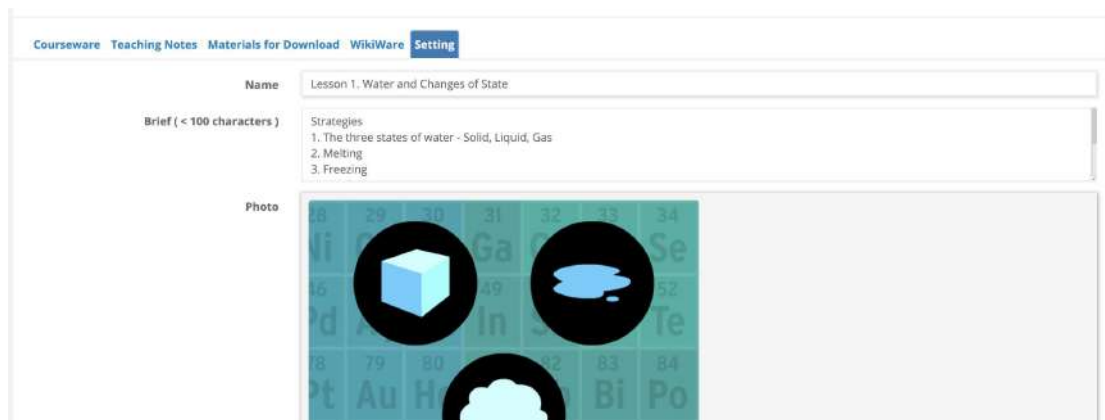 Courseware Teaching Notes Materials for Download WikiWare Setting
Name
Lesson 1. Water and Changes of State
Brief ( < 100 characters )
Strategies
1. The three states of water - Solid, Liquid, Gas
2. Melting
3. Freezing
Photo
28 29 30 31 32 33 34
Ni Ga Se
46 49 52
Pd In Te
78 79 80 82 83 84
Pt Au Bi Po